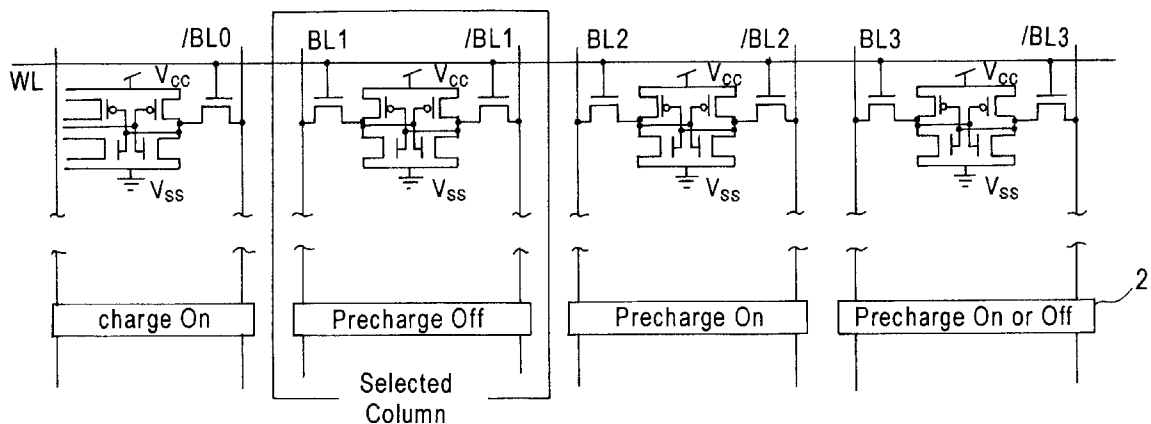 /BL0 BL1 /BL1 BL2 /BL2 BL3 /BL3
WL
Vcc Vcc Vcc Vcc
Vss Vss Vss Vss
2
charge On Precharge Off Precharge On Precharge On or Off
Selected
Column